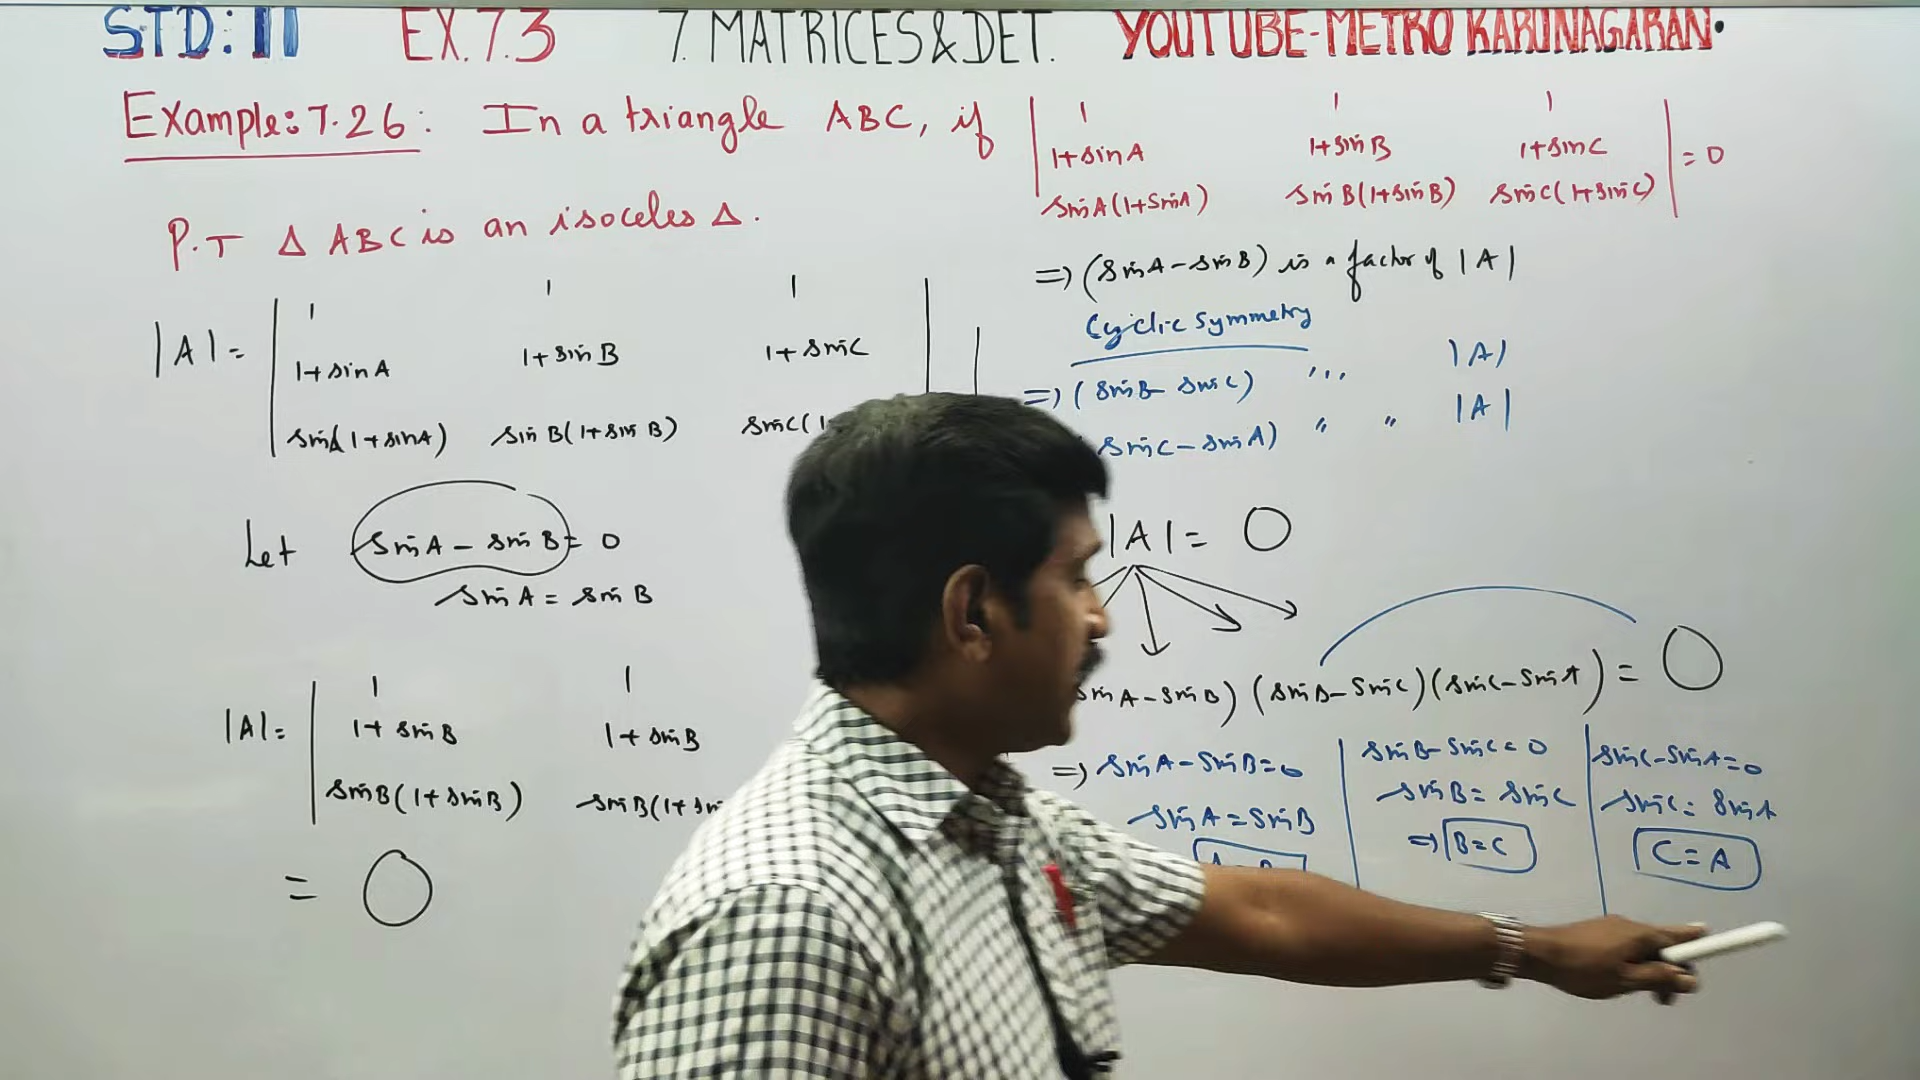 STD: 11 EX.7.3 7. MATRICES & DET. YOUTUBE-METRO KARUNAGARAN.
Example: 7.26: In a triangle ABC, if | 1 1 1
1+sinA 1+sinB 1+sinC
sinA(1+sinA) sinB(1+sinB) sinC(1+sinC) | = 0
P.T Δ ABC is an isoceles Δ.
|A| = | 1 1 1
1+sinA 1+sinB 1+sinC
sinA(1+sinA) sinB(1+sinB) sinC(1
Let sinA - sinB = 0
sinA = sinB
|A| = | 1 1
1+sinB 1+sinB
sinB(1+sinB) sinB(1+sin
= 0
⇒ (sinA - sinB) is a factor of |A|
Cyclic Symmetry
⇒ (sinB - sinC) ,,, |A|
sinC - sinA) " " |A|
|A| = 0
sinA - sinB) (sinB - sinC) (sinC - sinA) = 0
⇒ sinA - sinB = 0
sinA = sinB
sinB - sinC = 0
sinB = sinC
⇒ B = C
sinC - sinA = 0
sinC = sinA
C = A